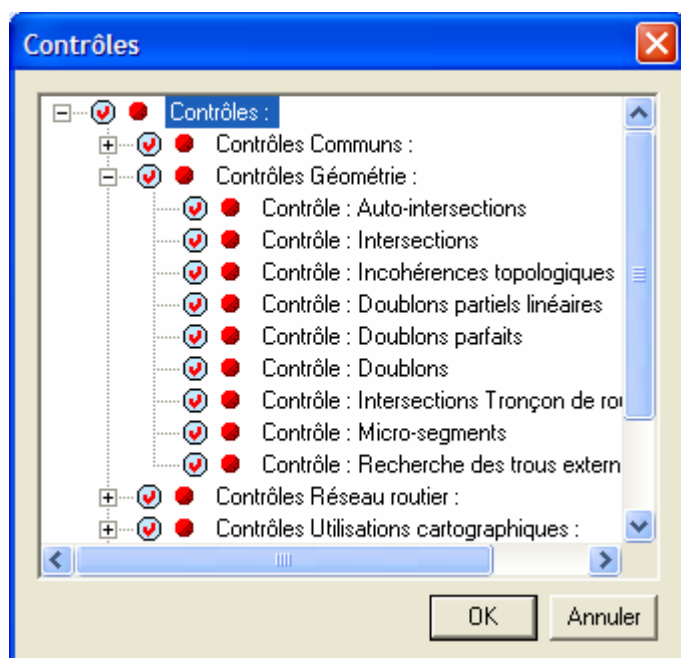 Contrôles
Contrôles :
Contrôles Communs :
Contrôles Géométrie :
Contrôle : Auto-intersections
Contrôle : Intersections
Contrôle : Incohérences topologiques
Contrôle : Doublons partiels linéaires
Contrôle : Doublons parfaits
Contrôle : Doublons
Contrôle : Intersections Tronçon de
Contrôle : Micro-segments
Contrôle : Recherche des trous extern
Contrôles Réseau routier :
Contrôles Utilisations cartographiques :
OK Annuler